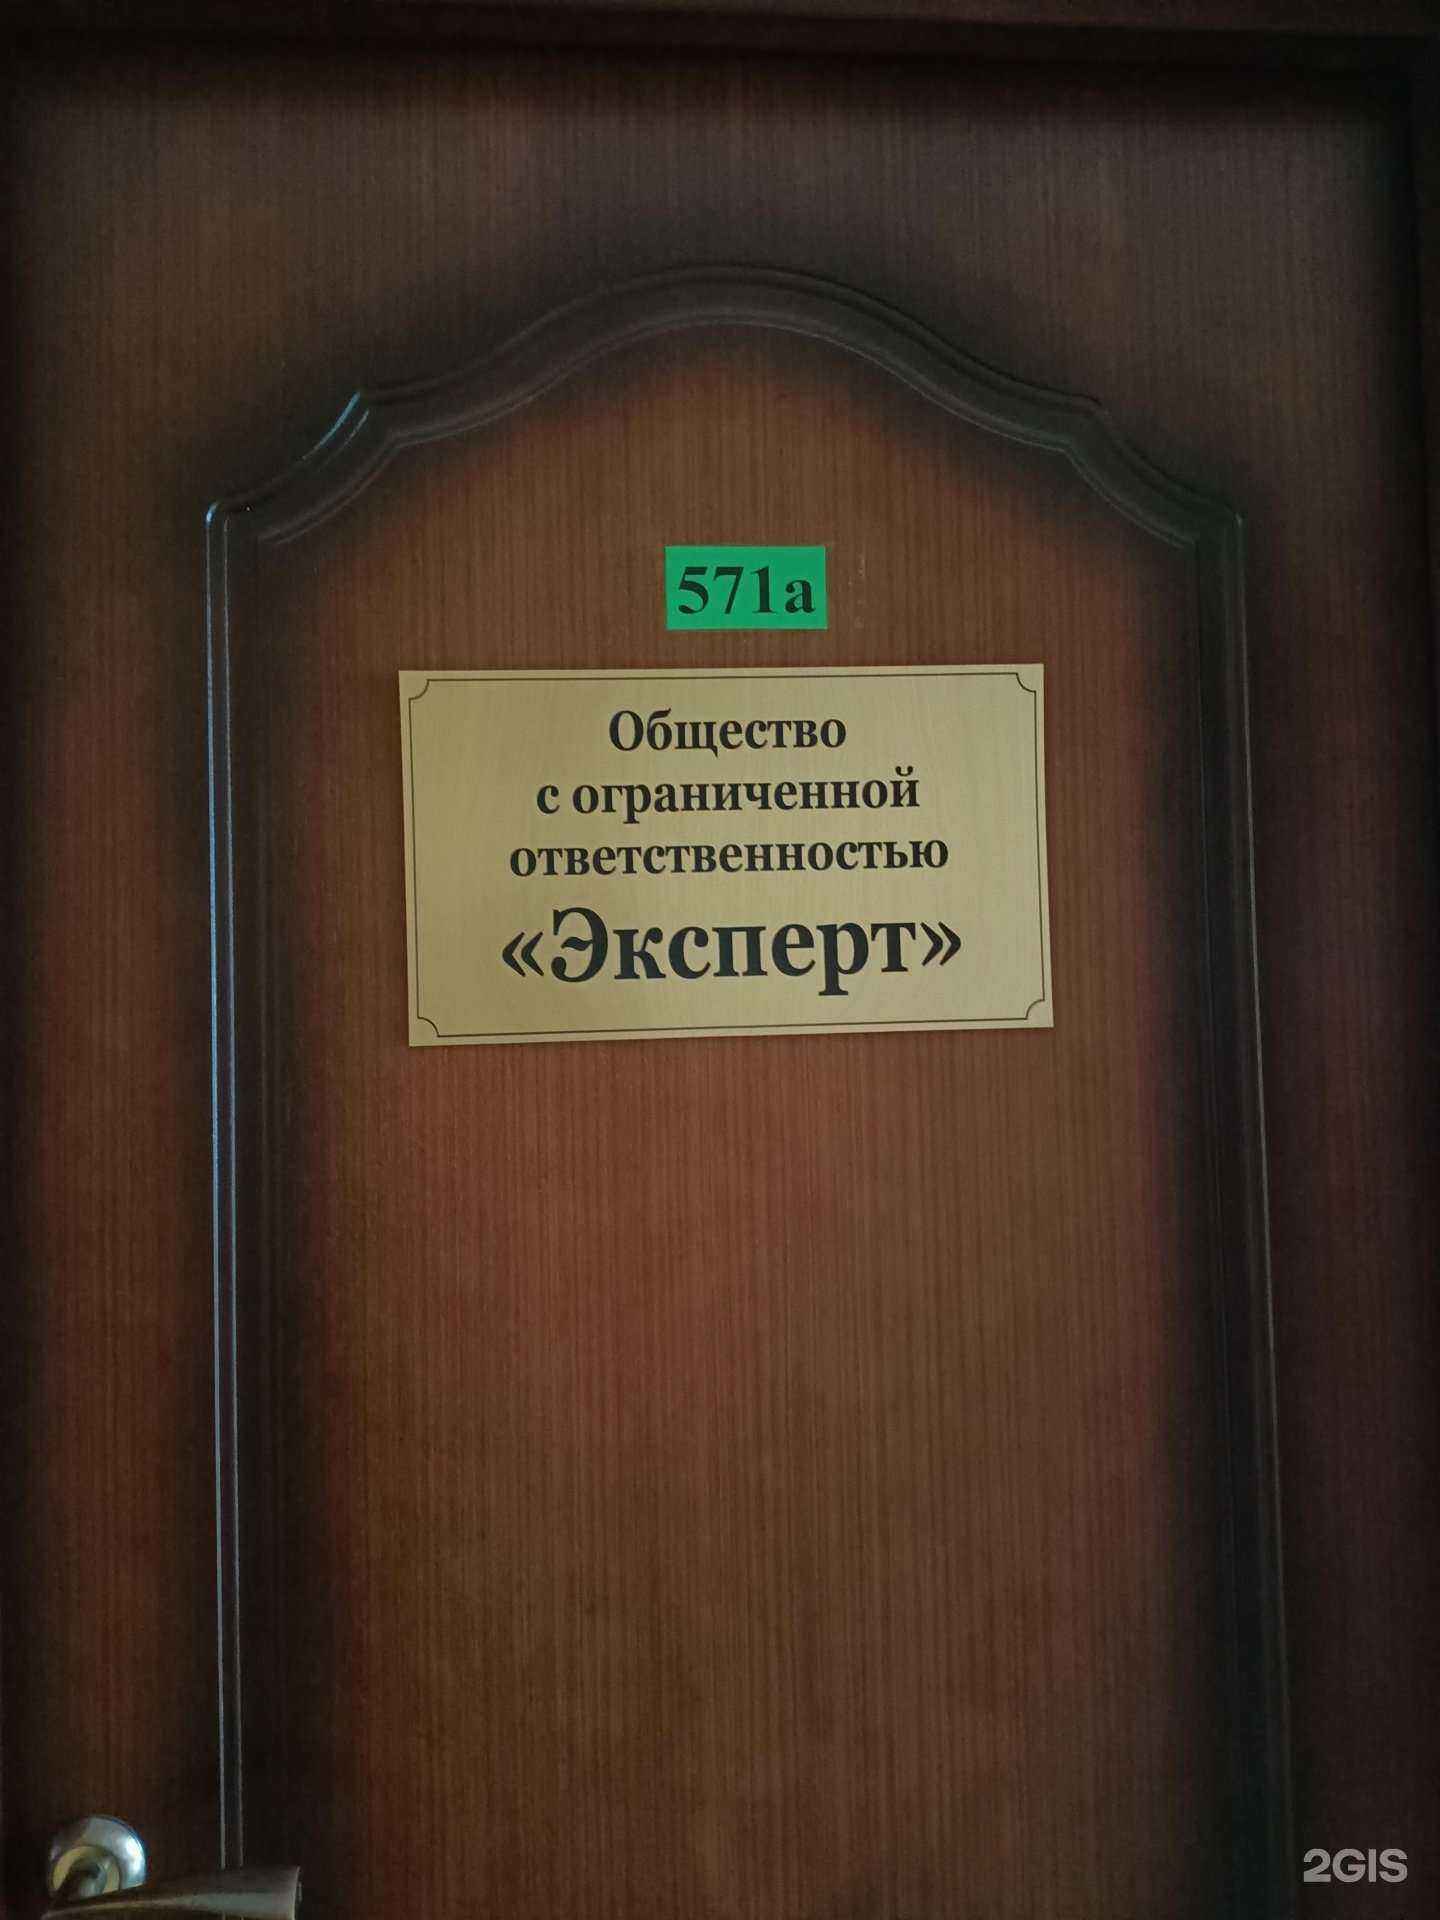 571а
Общество
с ограниченной
ответственностью
«Эксперт»
2GIS